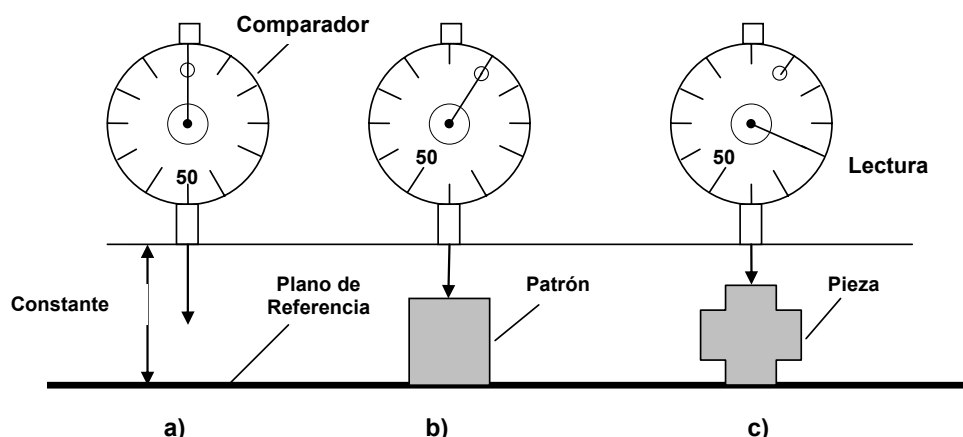 Comparador
50
50
50
Lectura
Constante
Plano de
Referencia
Patrón
Pieza
a)
b)
c)